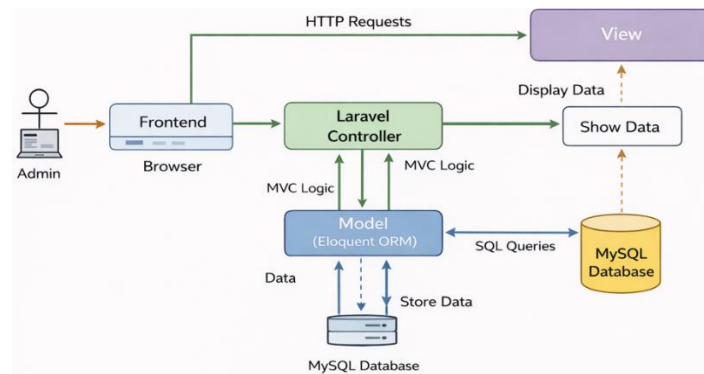 HTTP Requests
View
Display Data
Frontend
Laravel
Controller
Show Data
Admin
Browser
MVC Logic
MVC Logic
Model
(Eloquent ORM)
SQL Queries
MySQL
Database
Data
Store Data
MySQL Database